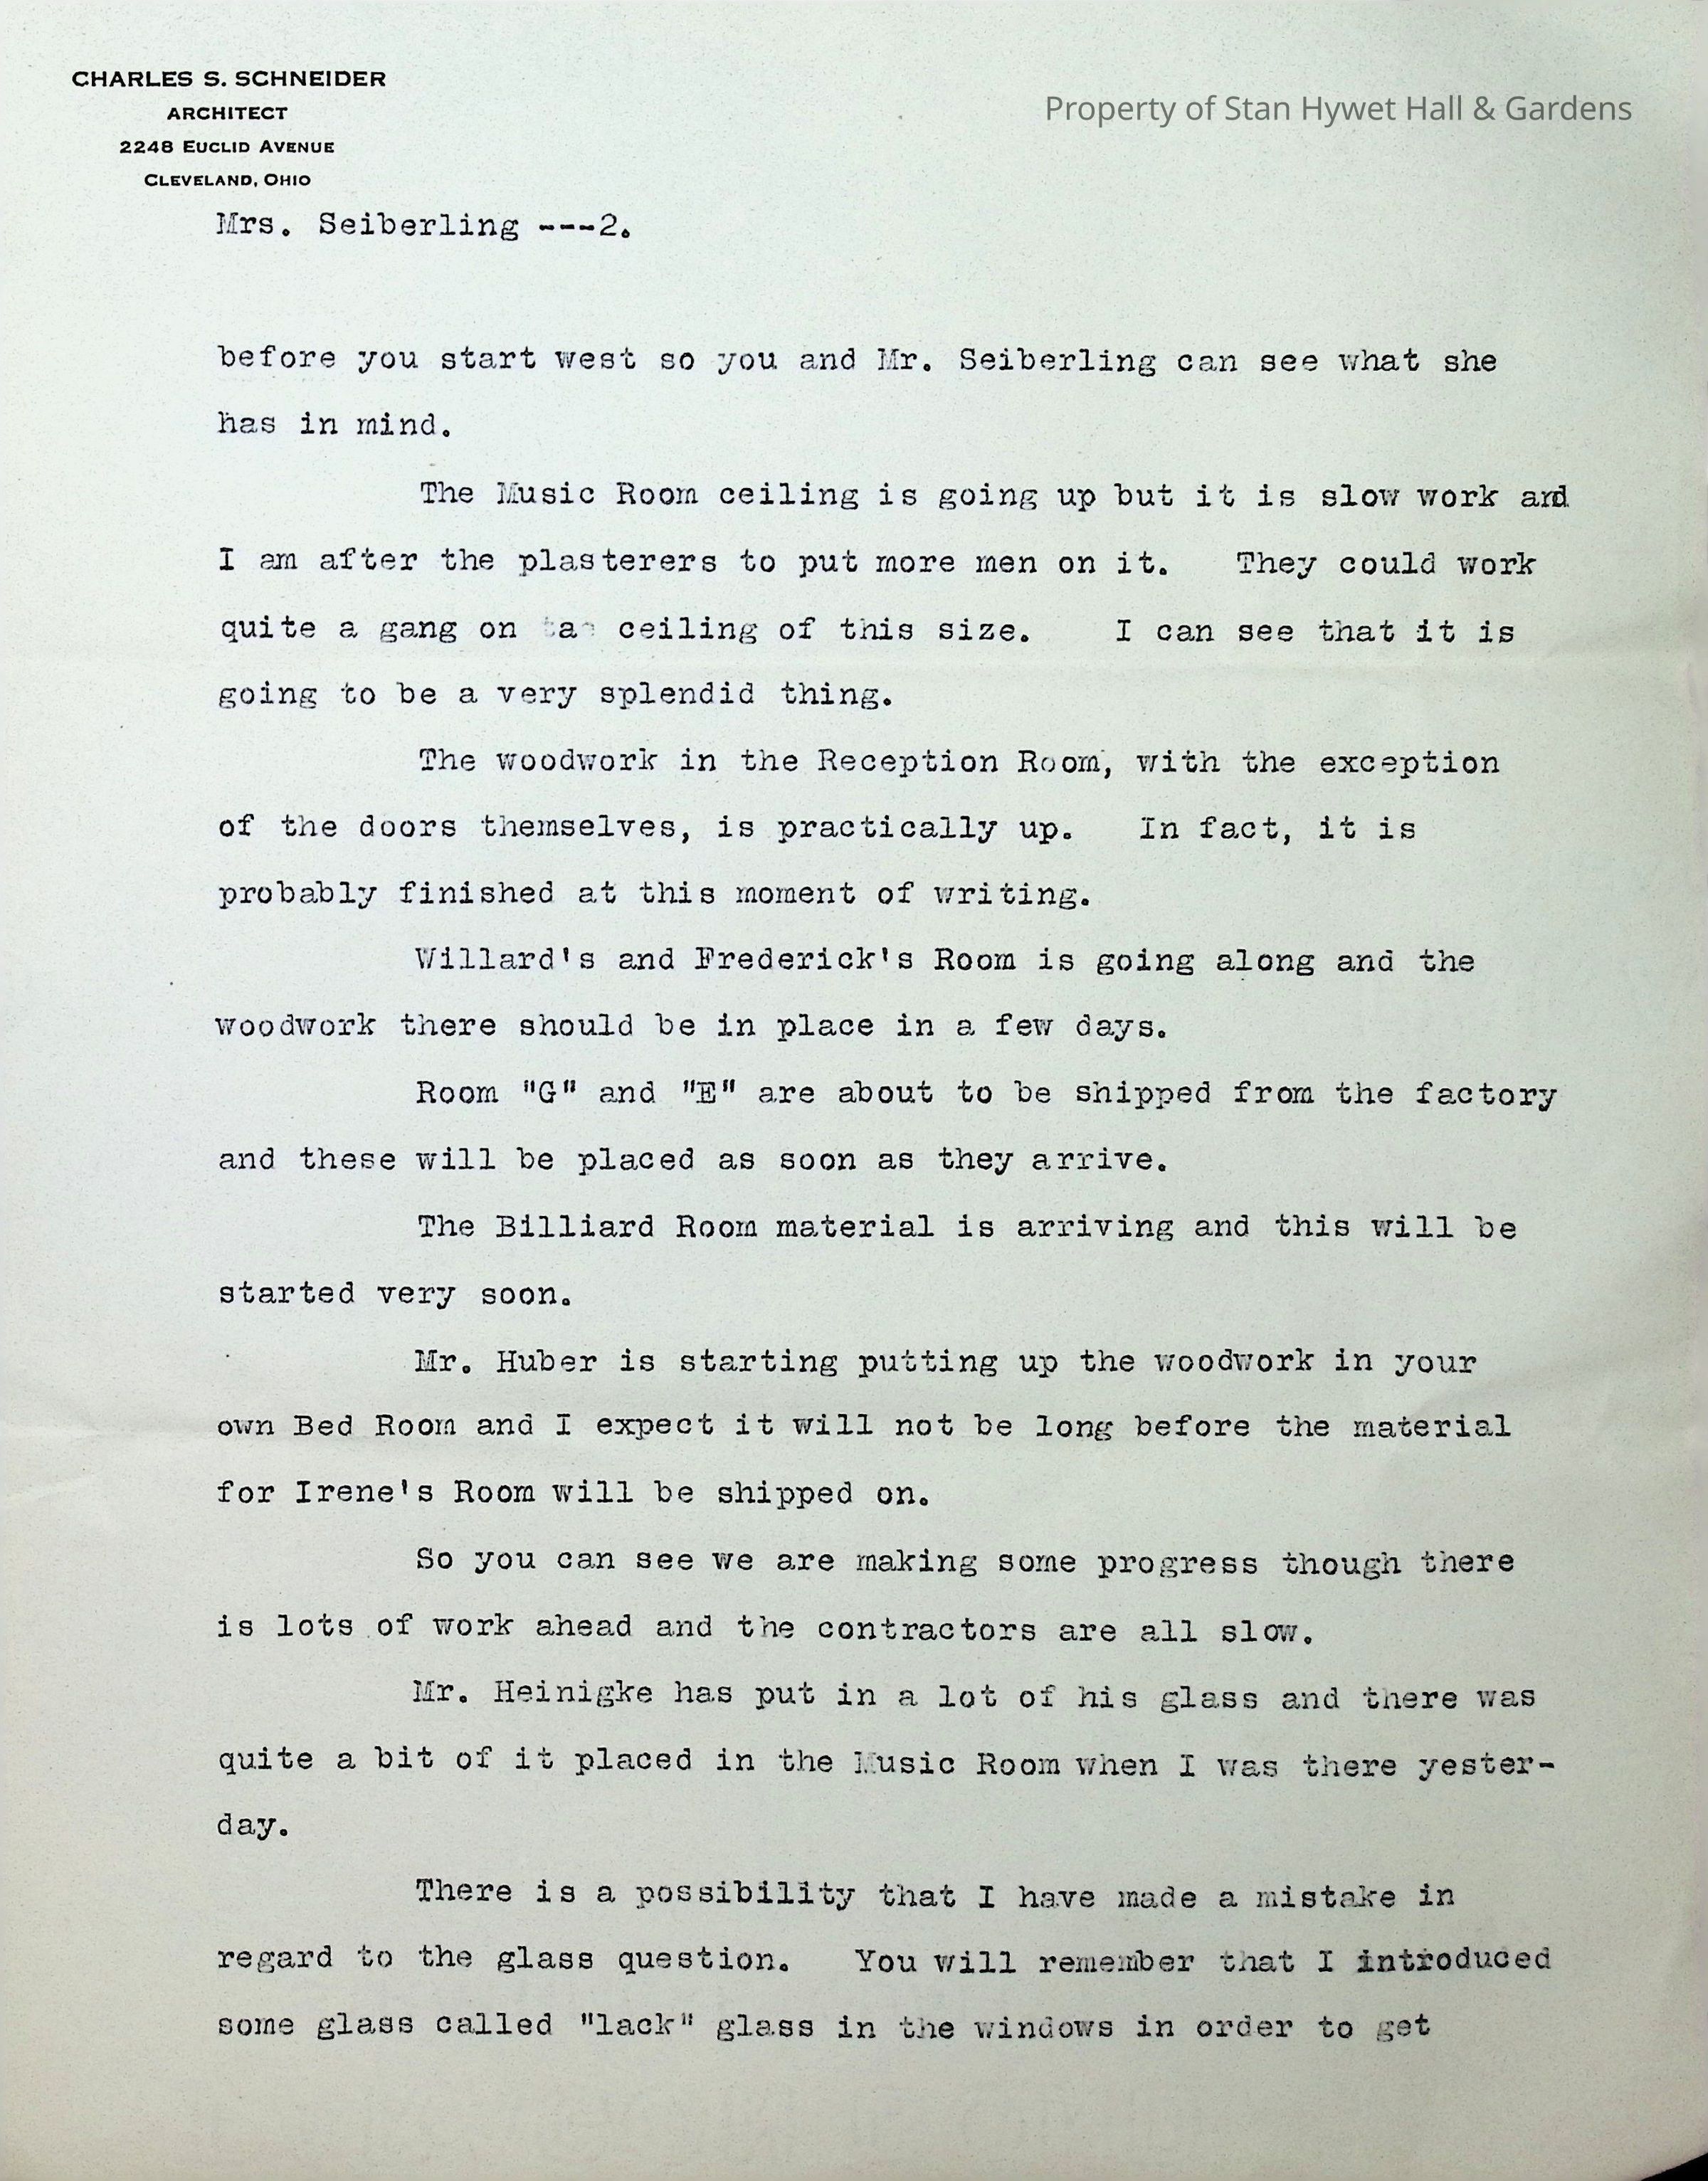 CHARLES S. SCHNEIDER
ARCHITECT
2248 EUCLID AVENUE
CLEVELAND, OHIO
Property of Stan Hywet Hall & Gardens
Mrs. Seiberling ---2.
before you start west so you and Mr. Seiberling can see what she
has in mind.
The Music Room ceiling is going up but it is slow work and
I am after the plasterers to put more men on it. They could work
quite a gang on a ceiling of this size. I can see that it is
going to be a very splendid thing.
The woodwork in the Reception Room, with the exception
of the doors themselves, is practically up. In fact, it is
probably finished at this moment of writing.
Willard's and Frederick's Room is going along and the
woodwork there should be in place in a few days.
Room "G" and "E" are about to be shipped from the factory
and these will be placed as soon as they arrive.
The Billiard Room material is arriving and this will be
started very soon.
Mr. Huber is starting putting up the woodwork in your
own Bed Room and I expect it will not be long before the material
for Irene's Room will be shipped on.
So you can see we are making some progress though there
is lots of work ahead and the contractors are all slow.
Mr. Heinigke has put in a lot of his glass and there was
quite a bit of it placed in the Music Room when I was there yester-
day.
There is a possibility that I have made a mistake in
regard to the glass question. You will remember that I introduced
some glass called "lack" glass in the windows in order to get